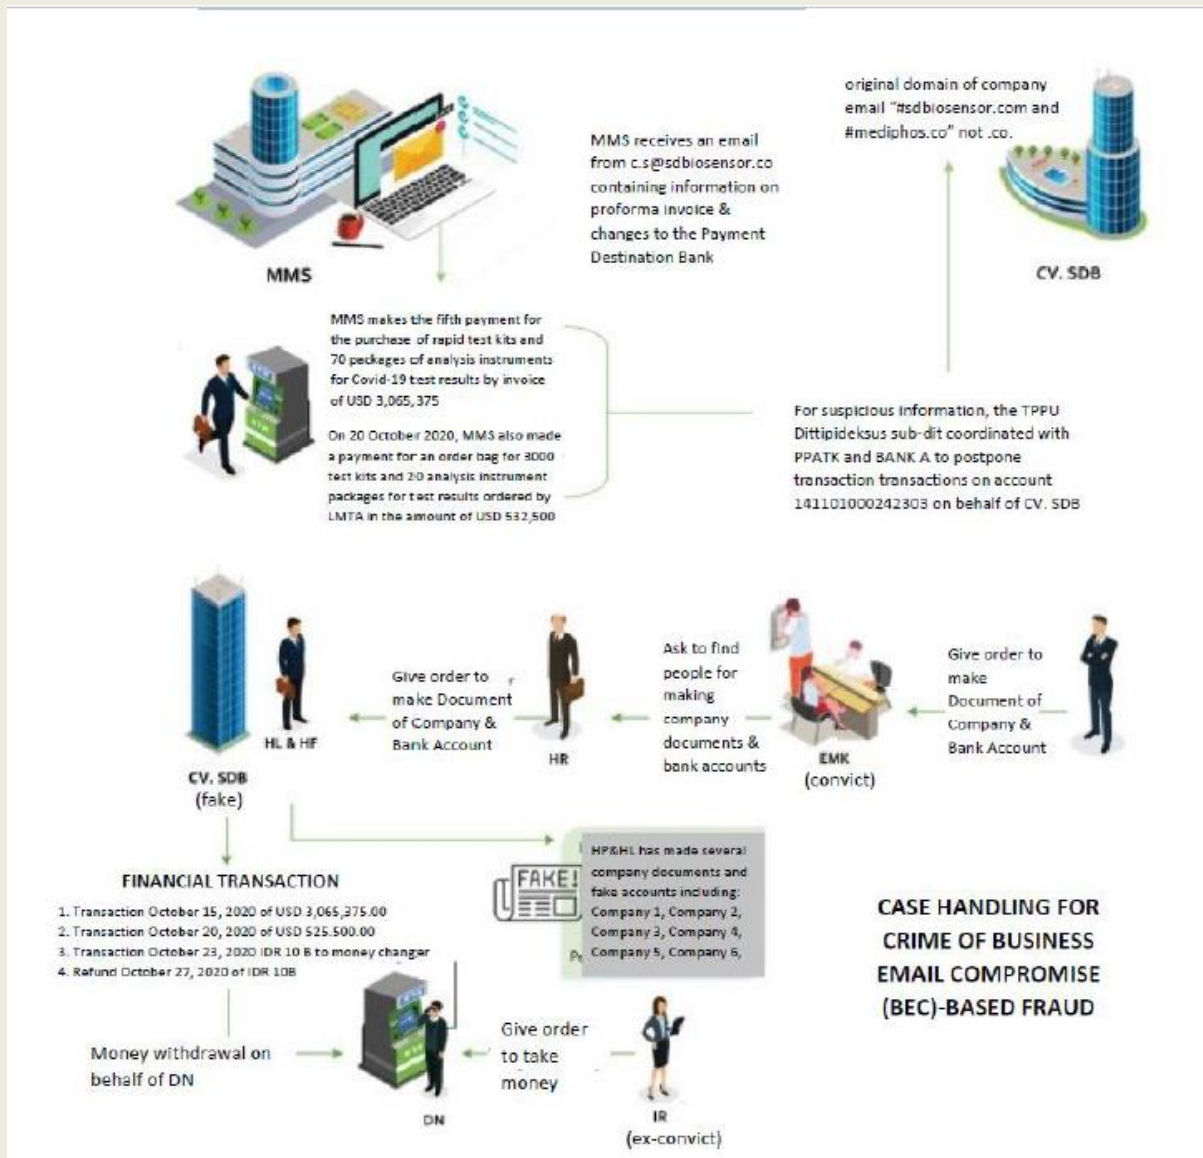 MMS
MMS receives an email
from c.s@sdbiosensor.co
containing information on
proforma invoice &
changes to the Payment
Destination Bank
original domain of company
email "#sdbiosensor.com and
#mediphos.co" not .co.
CV. SDB
MMS makes the fifth payment for
the purchase of rapid test kits and
70 packages of analysis instruments
for Covid-19 test results by invoice
of USD 3,065,375
On 20 October 2020, MMS also made
a payment for an order bag for 3000
test kits and 20 analysis instrument
packages for test results ordered by
LMTA in the amount of USD 532,500
For suspicious information, the TPPU
Dittipideksus sub-dit coordinated with
PPATK and BANK A to postpone
transaction transactions on account
141101000242303 on behalf of CV. SDB
CV. SDB
(fake)
HL & HF
Give order to
make Document
of Company &
Bank Account
HR
Ask to find
people for
making
company
documents &
bank accounts
EMK
(convict)
Give order to
make
Document of
Company &
Bank Account
FINANCIAL TRANSACTION
1. Transaction October 15, 2020 of USD 3,065,375.00
2. Transaction October 20, 2020 of USD 525.500.00
3. Transaction October 23, 2020 IDR 10 B to money changer
4. Refund October 27, 2020 of IDR 10B
FAKE!
HP&HL has made several
company documents and
fake accounts including:
Company 1, Company 2,
Company 3, Company 4,
Company 5, Company 6,
CASE HANDLING FOR
CRIME OF BUSINESS
EMAIL COMPROMISE
(BEC)-BASED FRAUD
Money withdrawal on
behalf of DN
DN
Give order
to take
money
IR
(ex-convict)